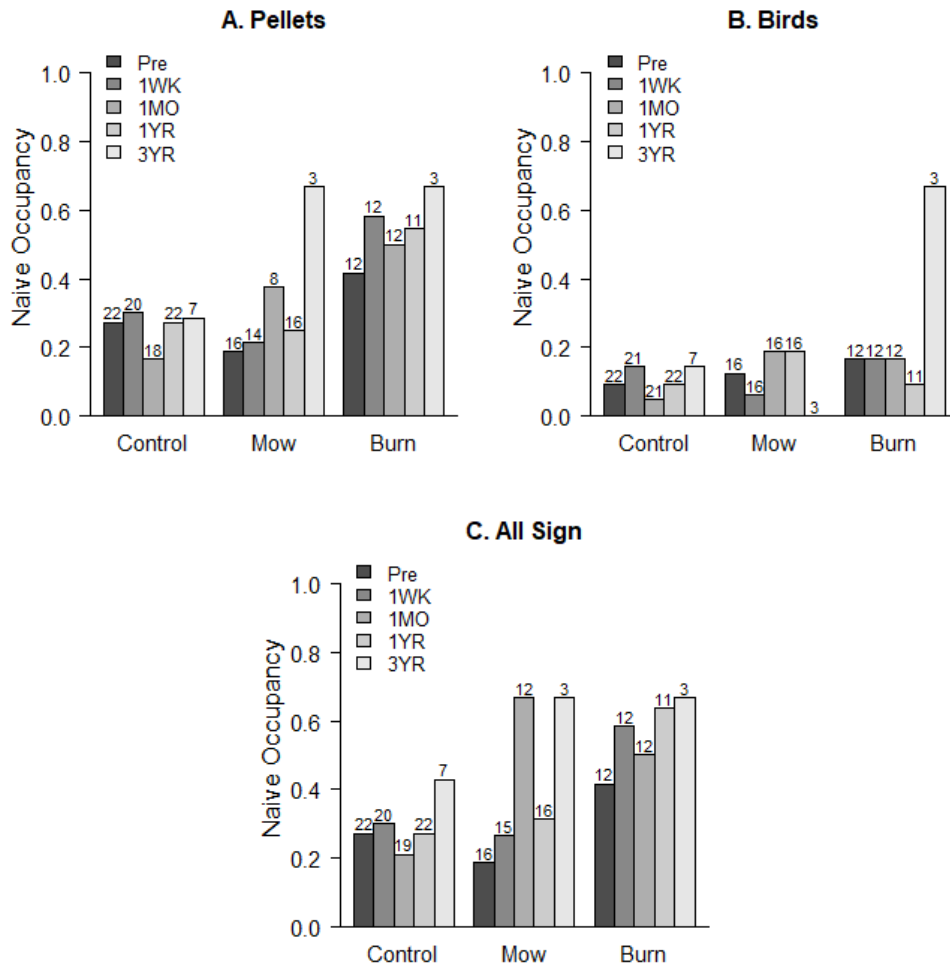 A. Pellets
Pre
1WK
1MO
1YR
3YR
1.0
0.8
0.6
0.4
0.2
0.0
Naive Occupancy
22 20 18 22 7
16 14 8 16 3
12 12 12 11 3
Control Mow Burn
B. Birds
Pre
1WK
1MO
1YR
3YR
1.0
0.8
0.6
0.4
0.2
0.0
Naive Occupancy
22 21 21 22 7
16 16 16 16 3
12 12 12 11 3
Control Mow Burn
C. All Sign
Pre
1WK
1MO
1YR
3YR
1.0
0.8
0.6
0.4
0.2
0.0
Naive Occupancy
22 20 19 22 7
16 15 12 16 3
12 12 12 11 3
Control Mow Burn